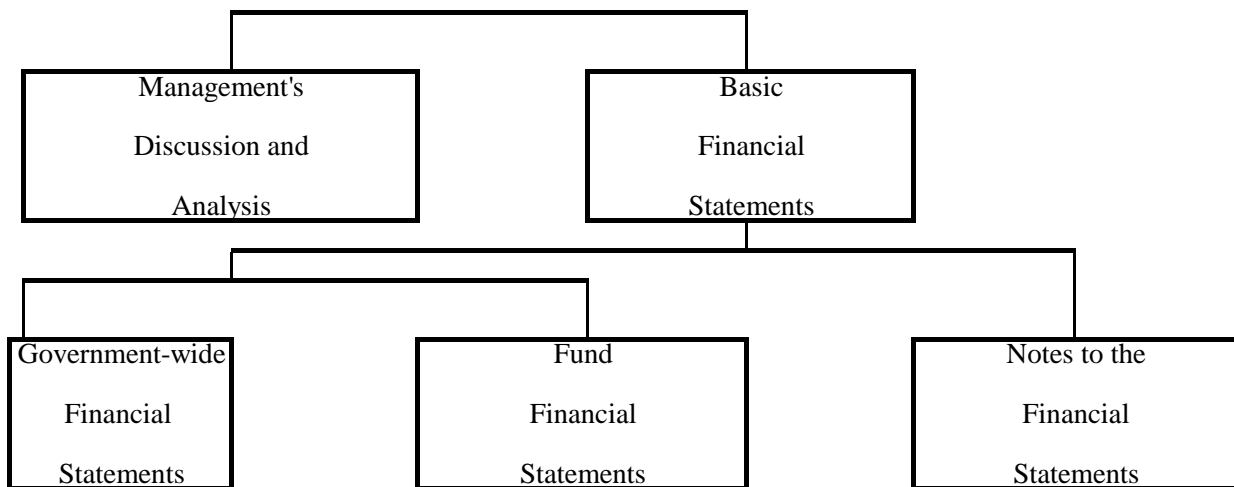 Management's
Discussion and
Analysis
Basic
Financial
Statements
Government-wide
Financial
Statements
Fund
Financial
Statements
Notes to the
Financial
Statements